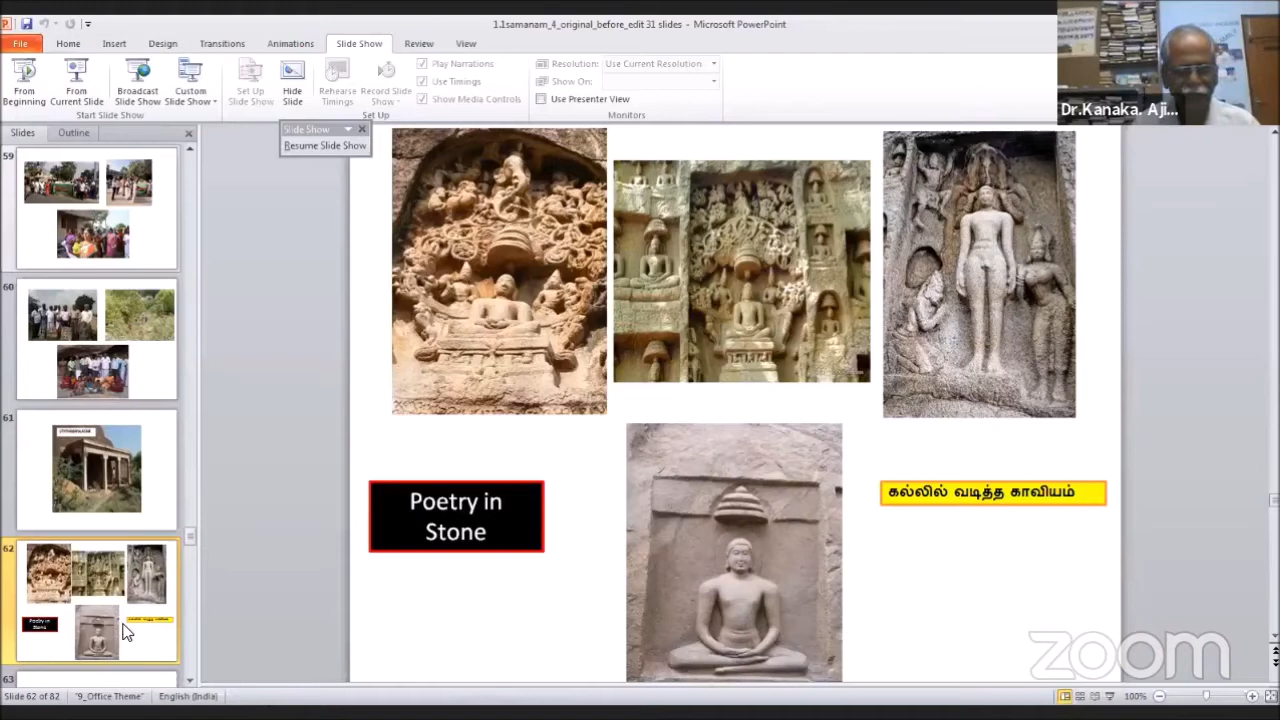 1.1samanam_4_original_before_edit 31 slides - Microsoft PowerPoint
File Home Insert Design Transitions Animations Slide Show Review View
From Beginning
From Current Slide
Broadcast Slide Show
Custom Slide Show
Set Up Slide Show
Hide Slide
Rehearse Timings
Record Slide Show
Play Narrations
Use Timings
Show Media Controls
Resolution: Use Current Resolution
Show On:
Use Presenter View
Start Slide Show
Set Up
Monitors
Dr.Kanaka. Aji...
Slides Outline
Slide Show
Resume Slide Show
59
60
61
62
Poetry in
Stone
63
Poetry in
Stone
கல்லில் வடித்த காவியம்
zoom
Slide 62 of 82 "9_Office Theme" English (India)
100%